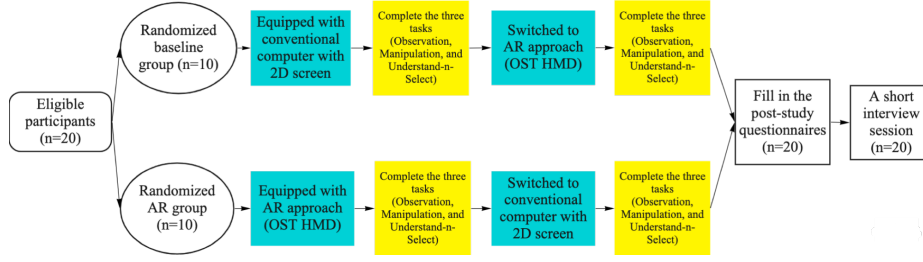 Eligible
participants
(n=20)
Randomized
baseline
group (n=10)
Equipped with
conventional
computer with
2D screen
Complete the three
tasks
(Observation,
Manipulation, and
Understand-n-
Select)
Switched to
AR approach
(OST HMD)
Complete the three
tasks
(Observation,
Manipulation, and
Understand-n-
Select)
Randomized
AR group
(n=10)
Equipped with
AR approach
(OST HMD)
Complete the three
tasks
(Observation,
Manipulation, and
Understand-n-
Select)
Switched to
conventional
computer with
2D screen
Complete the three
tasks
(Observation,
Manipulation, and
Understand-n-
Select)
Fill in the
post-study
questionnaires
(n=20)
A short
interview
session
(n=20)